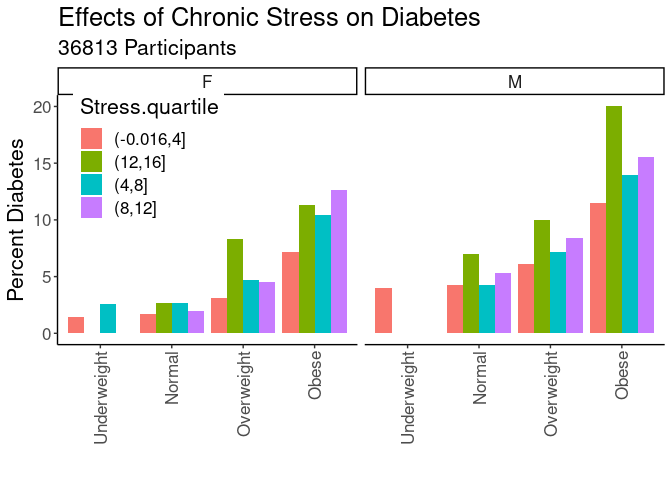 Effects of Chronic Stress on Diabetes
36813 Participants
F
M
Stress.quartile
(-0.016,4]
(12,16]
(4,8]
(8,12]
Percent Diabetes
20
15
10
5
0
Underweight
Normal
Overweight
Obese
Underweight
Normal
Overweight
Obese